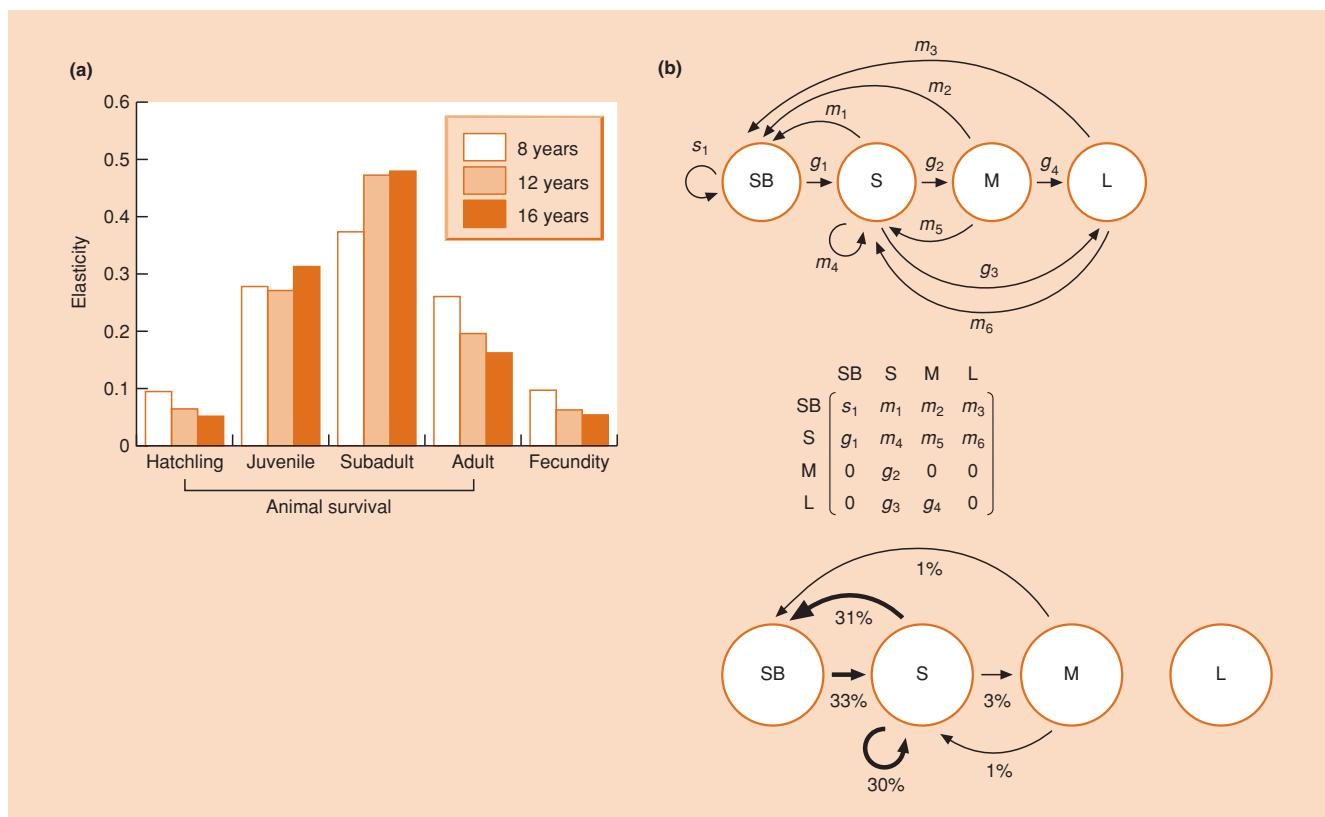 (a)
0.6
0.5
0.4
0.3
0.2
0.1
0
Elasticity
8 years
12 years
16 years
Hatchling Juvenile Subadult Adult Fecundity
Animal survival
(b)
m3
m2
m1
s1
SB g1 S g2 M g4 L
m5
m4
g3
m6
SB S M L
SB s1 m1 m2 m3
S g1 m4 m5 m6
M 0 g2 0 0
L 0 g3 g4 0
1%
31%
SB S M L
33% 3%
1%
30%